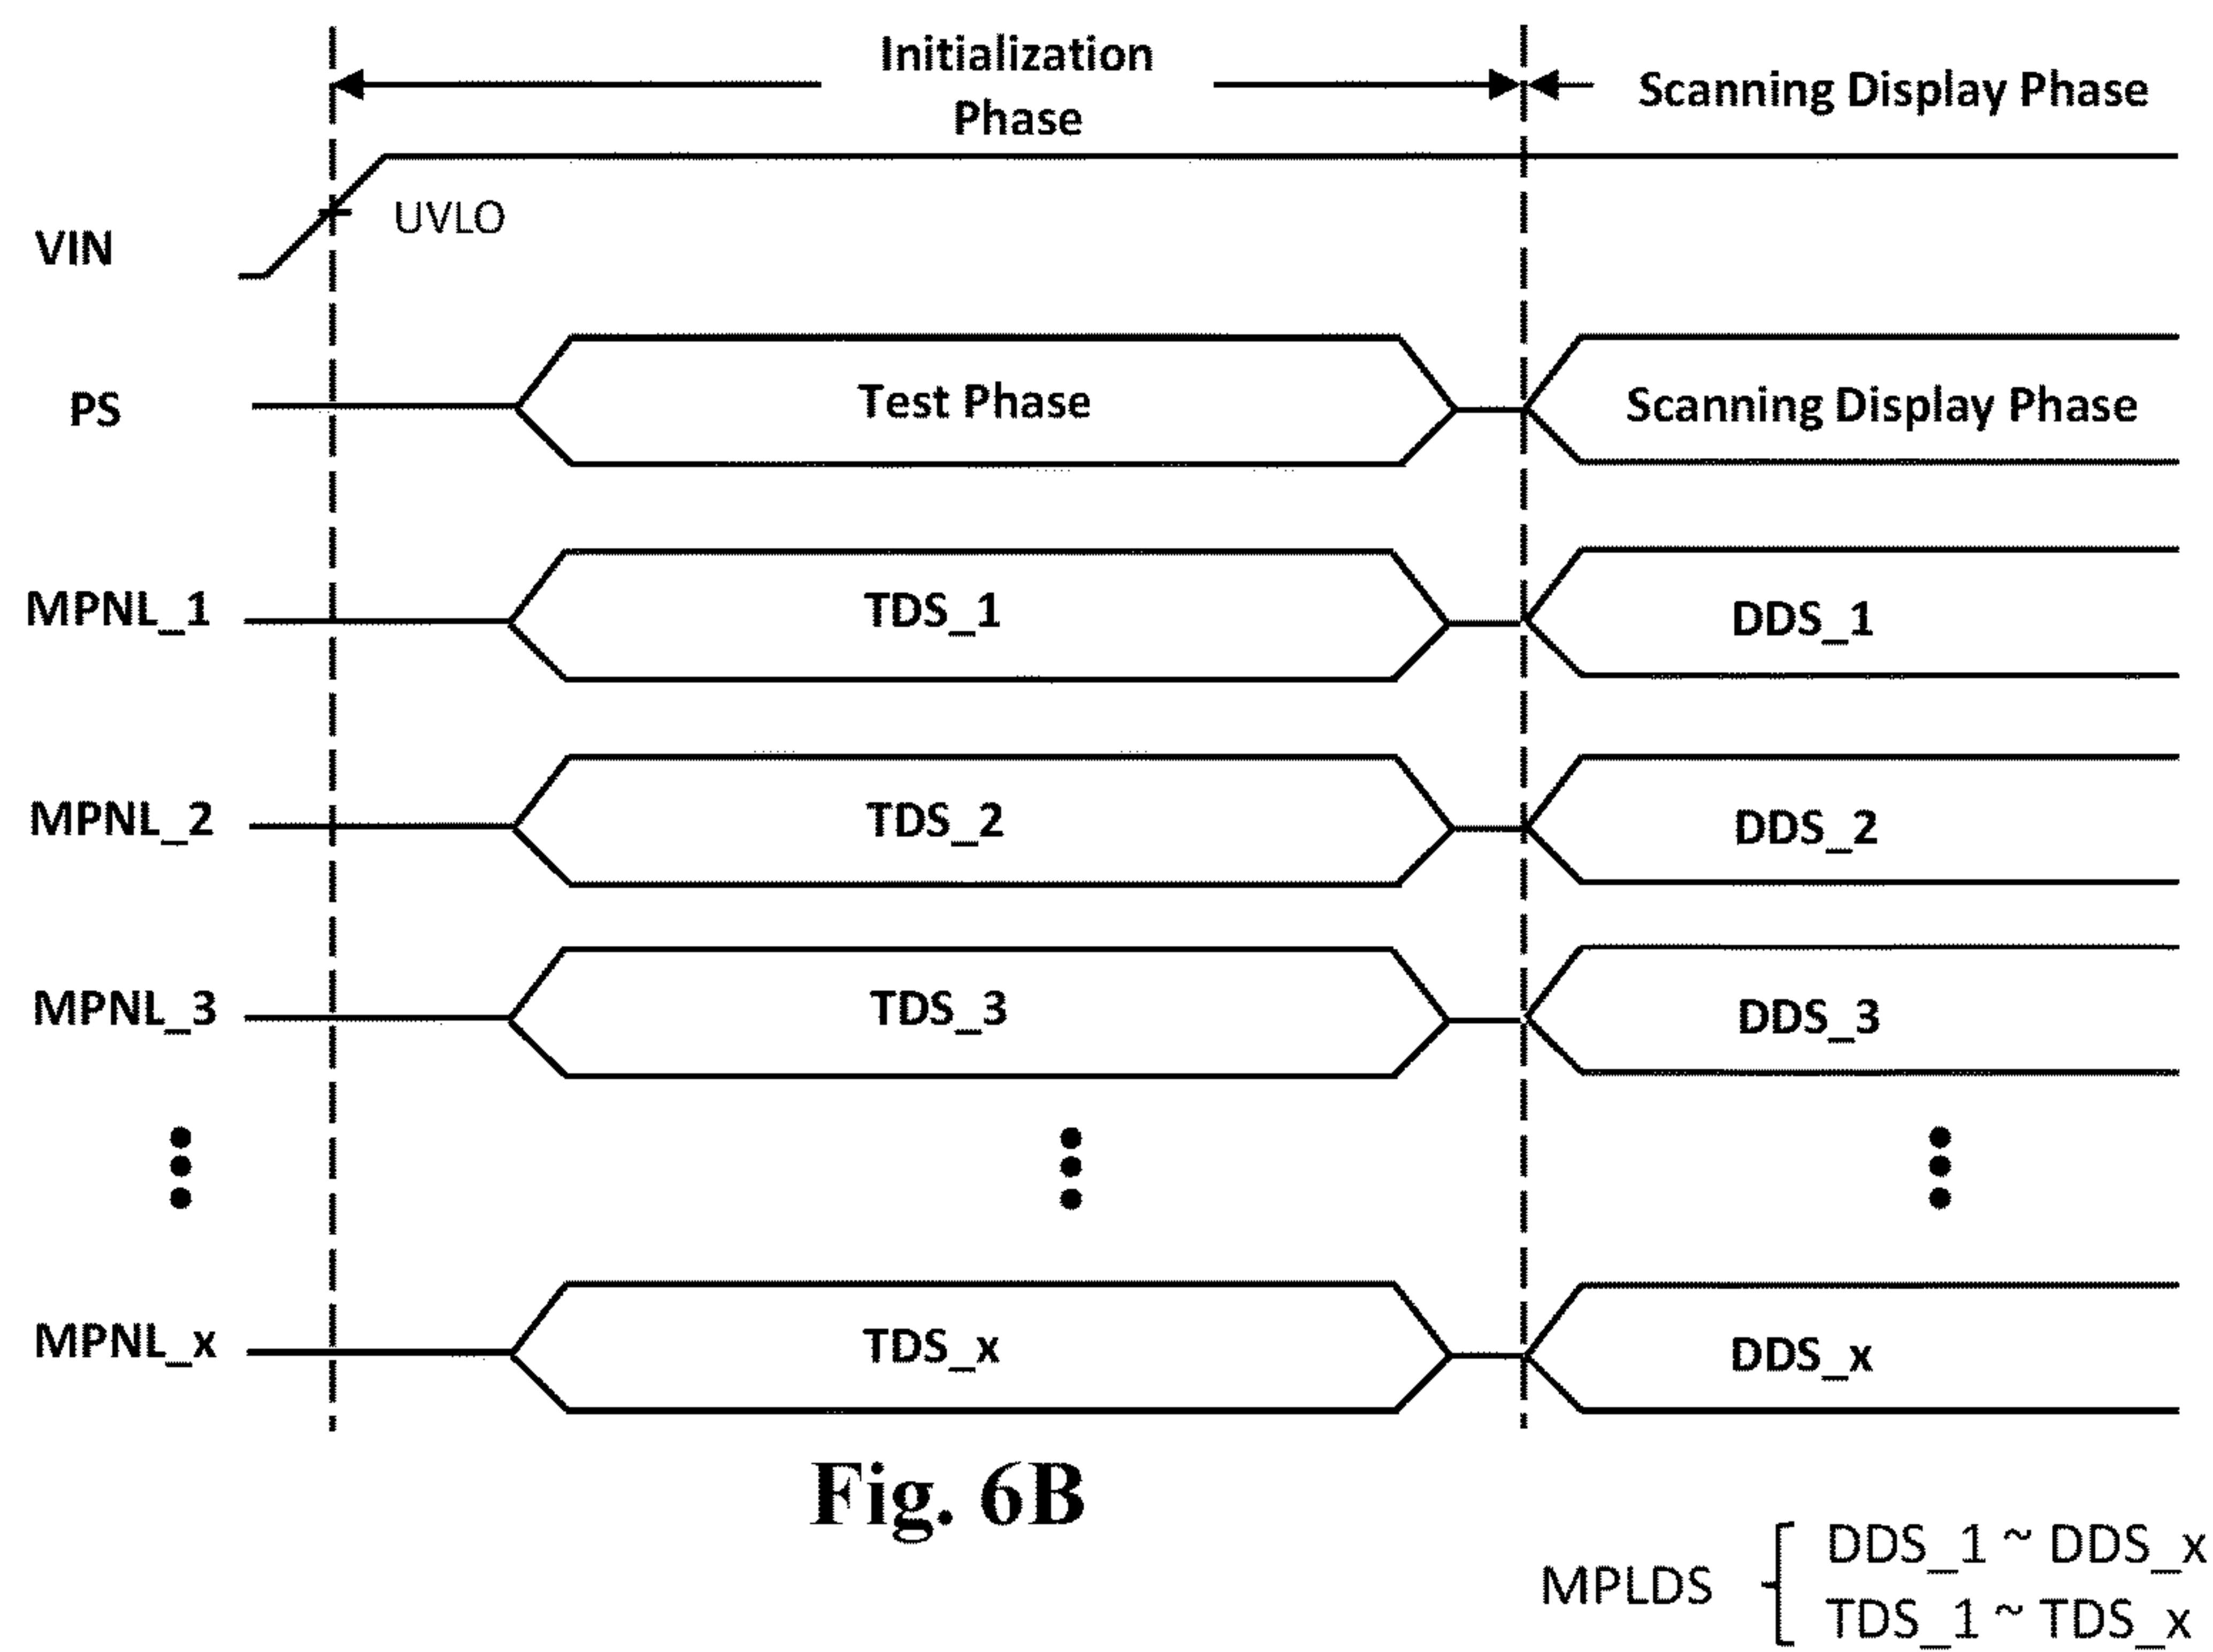 Initialization
Phase
Scanning Display Phase
VIN
UVLO
PS
Test Phase
Scanning Display Phase
MPNL_1
TDS_1
DDS_1
MPNL_2
TDS_2
DDS_2
MPNL_3
TDS_3
DDS_3
MPNL_x
TDS_x
DDS_x
Fig. 6B
MPLDS
DDS_1 ~ DDS_x
TDS_1 ~ TDS_x